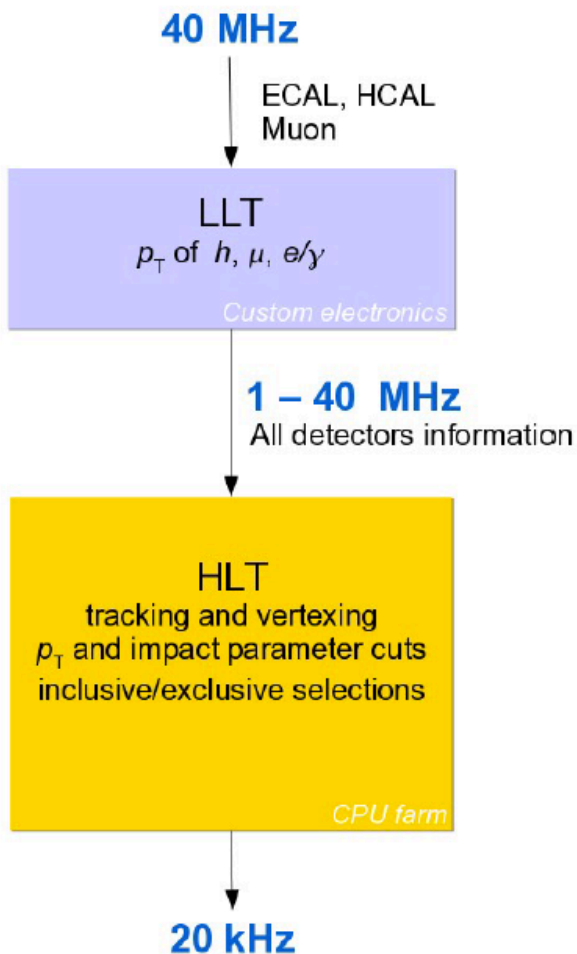 40 MHz
ECAL, HCAL
Muon
LLT
pT of h, μ, e/γ
Custom electronics
1 – 40 MHz
All detectors information
HLT
tracking and vertexing
pT and impact parameter cuts
inclusive/exclusive selections
CPU farm
20 kHz